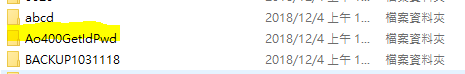 abcd 2018/12/4 上午 1... 檔案資料夾
Ao400GetIdPwd 2018/12/4 上午 1... 檔案資料夾
BACKUP1031118 2018/12/4 上午 1... 檔案資料夾